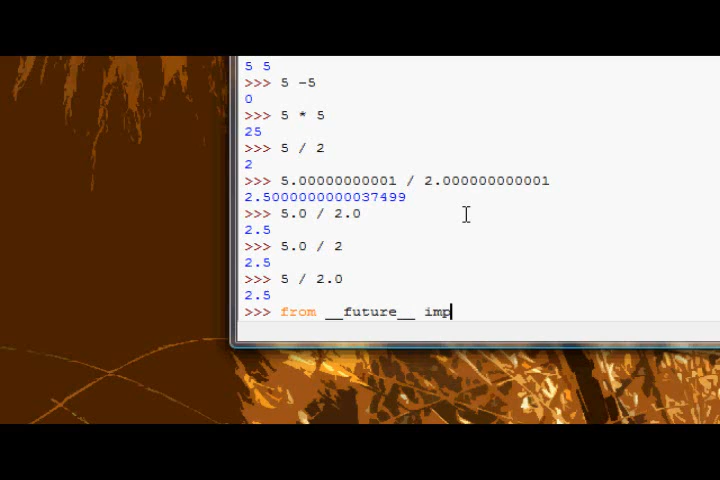 5 5
>>> 5 -5
0
>>> 5 * 5
25
>>> 5 / 2
2
>>> 5.00000000001 / 2.000000000001
2.5000000000037499
>>> 5.0 / 2.0
2.5
>>> 5.0 / 2
2.5
>>> 5 / 2.0
2.5
>>> from __future__ imp